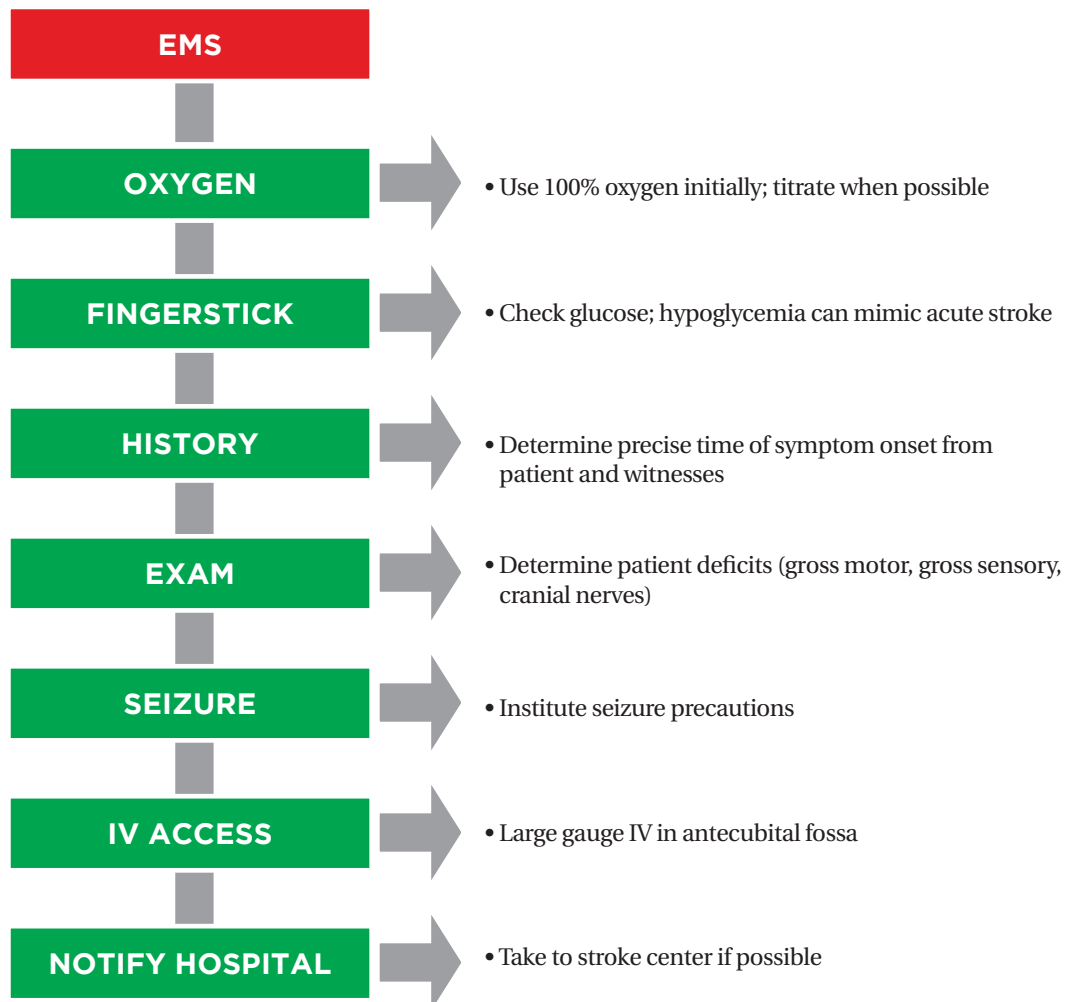 EMS
OXYGEN
• Use 100% oxygen initially; titrate when possible
FINGERSTICK
• Check glucose; hypoglycemia can mimic acute stroke
HISTORY
• Determine precise time of symptom onset from
patient and witnesses
EXAM
• Determine patient deficits (gross motor, gross sensory,
cranial nerves)
SEIZURE
• Institute seizure precautions
IV ACCESS
• Large gauge IV in antecubital fossa
NOTIFY HOSPITAL
• Take to stroke center if possible